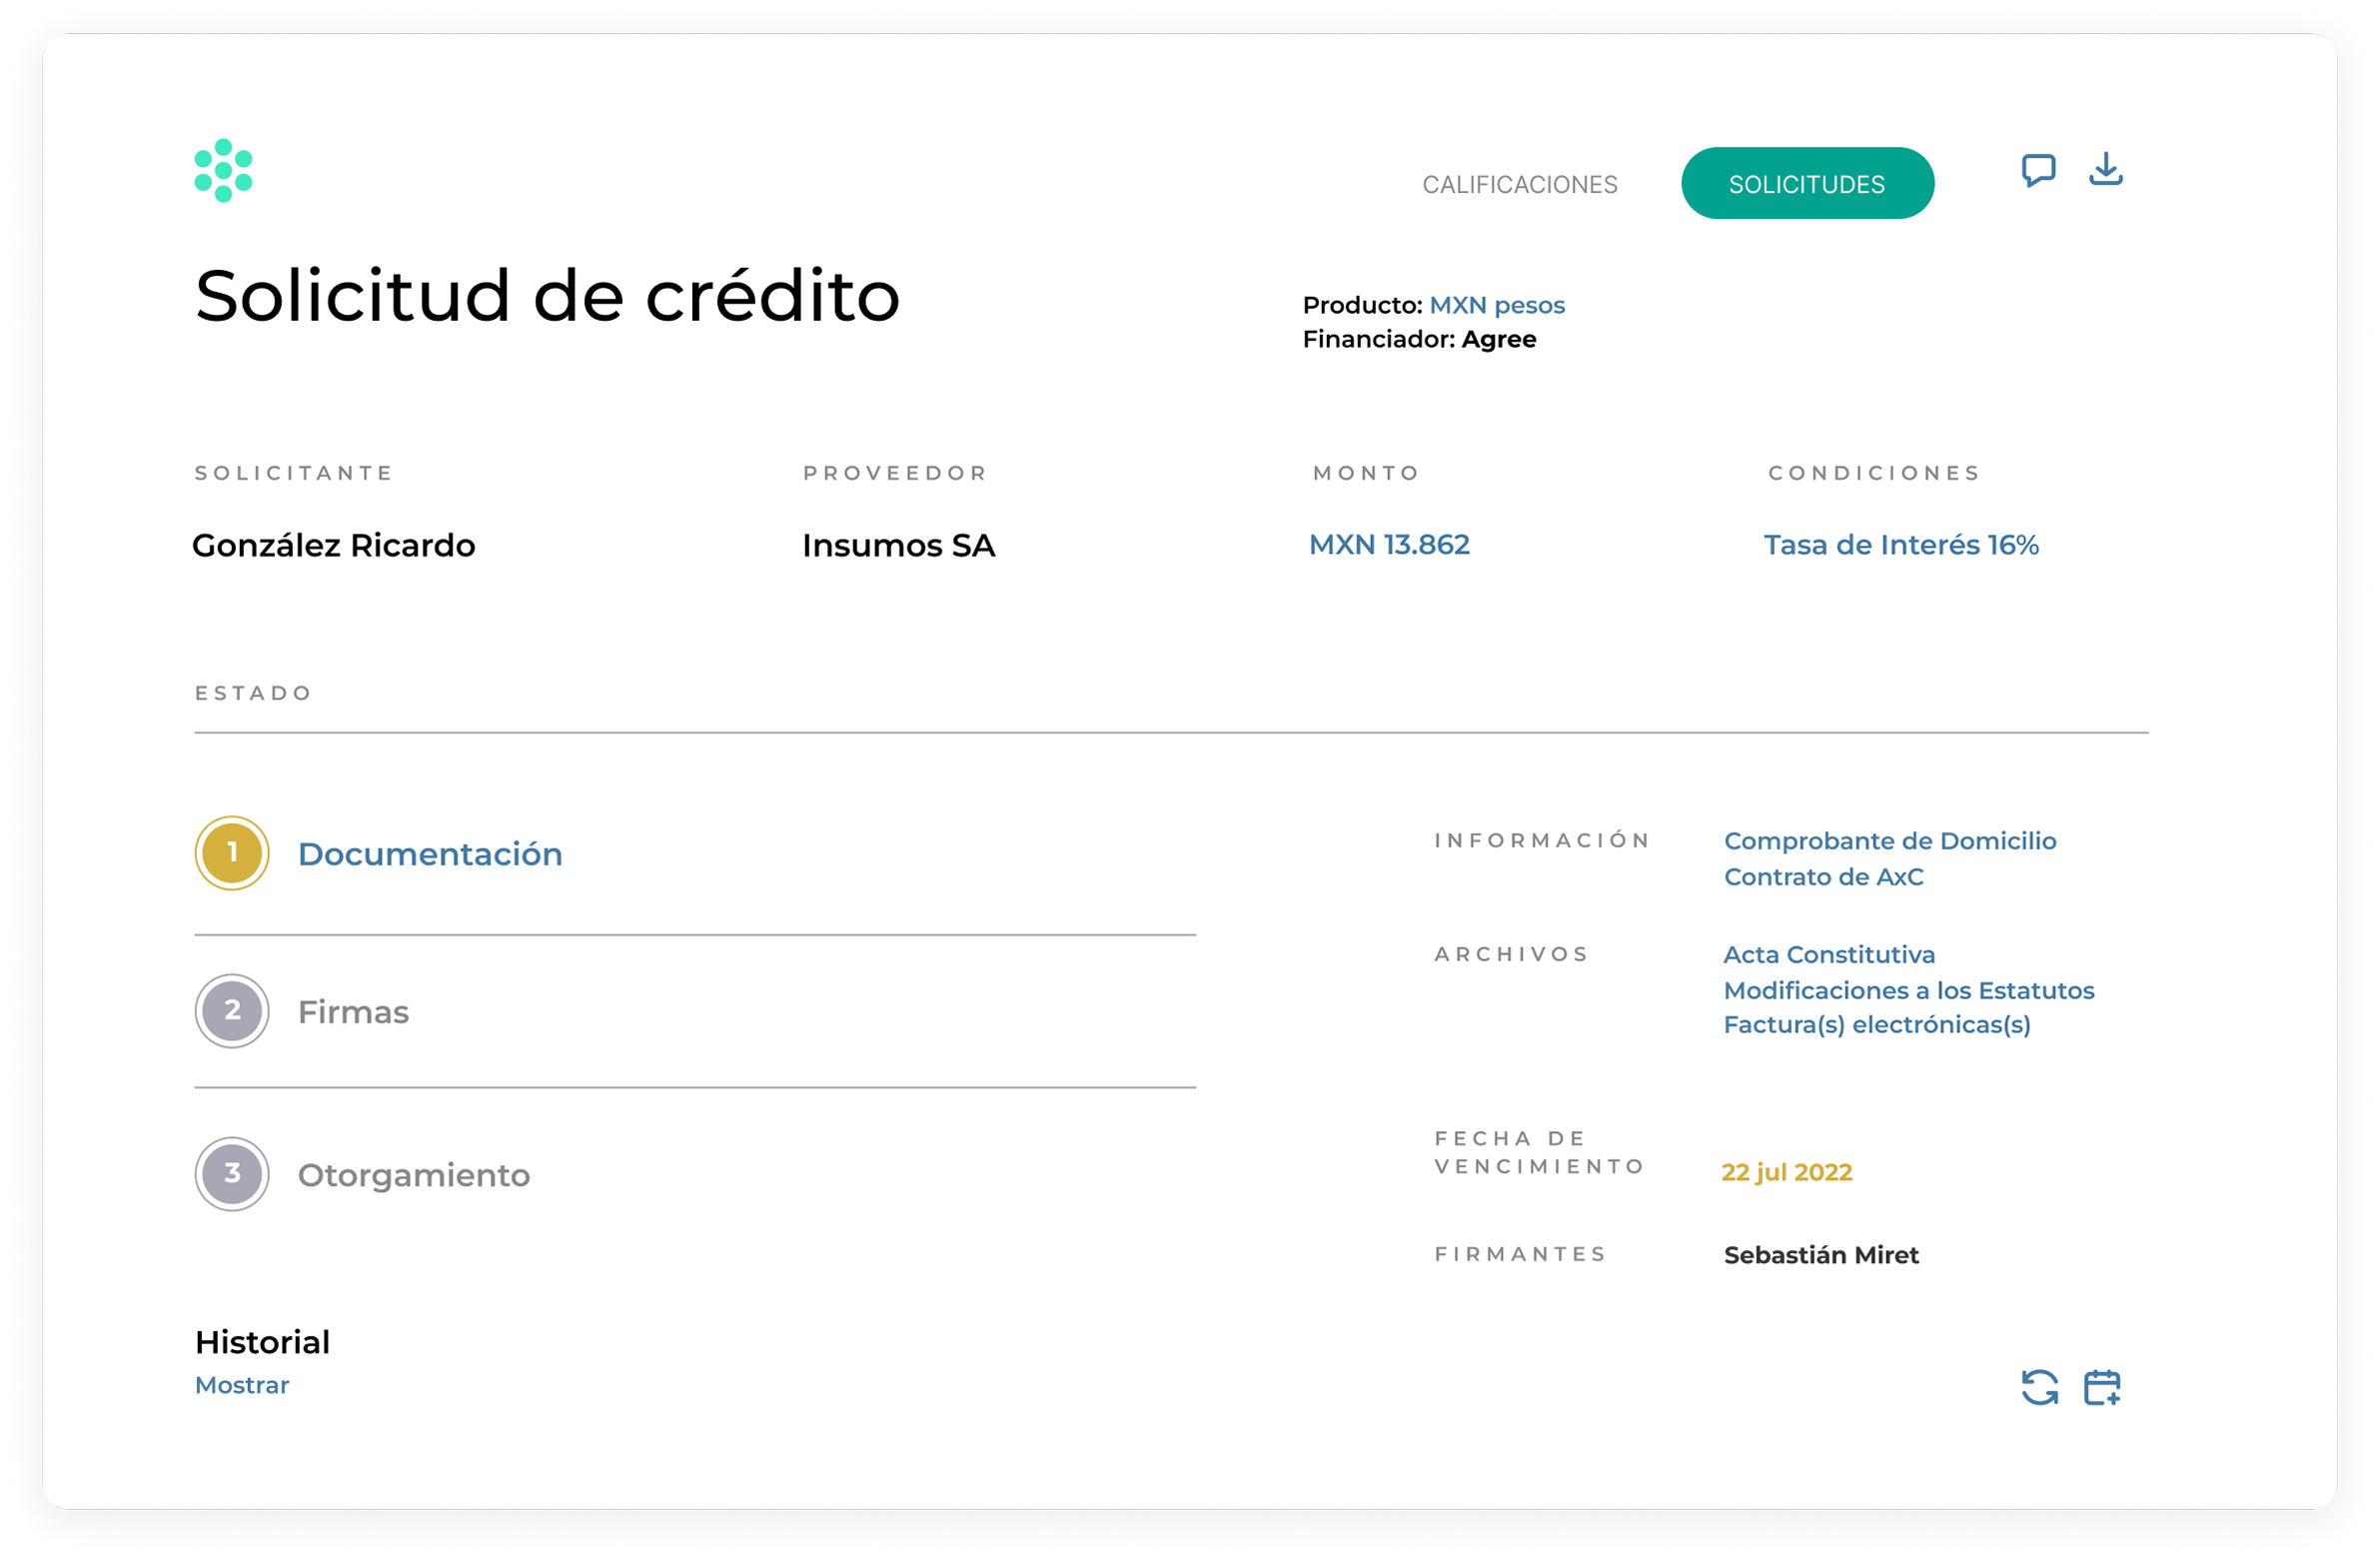 CALIFICACIONES
SOLICITUDES
Solicitud de crédito
Producto: MXN pesos
Financiador: Agree
SOLICITANTE
González Ricardo
PROVEEDOR
Insumos SA
MONTO
MXN 13.862
CONDICIONES
Tasa de Interés 16%
ESTADO
1 Documentación
2 Firmas
3 Otorgamiento
INFORMACIÓN
Comprobante de Domicilio
Contrato de AxC
ARCHIVOS
Acta Constitutiva
Modificaciones a los Estatutos
Factura(s) electrónicas(s)
FECHA DE
VENCIMIENTO
22 jul 2022
FIRMANTES
Sebastián Miret
Historial
Mostrar